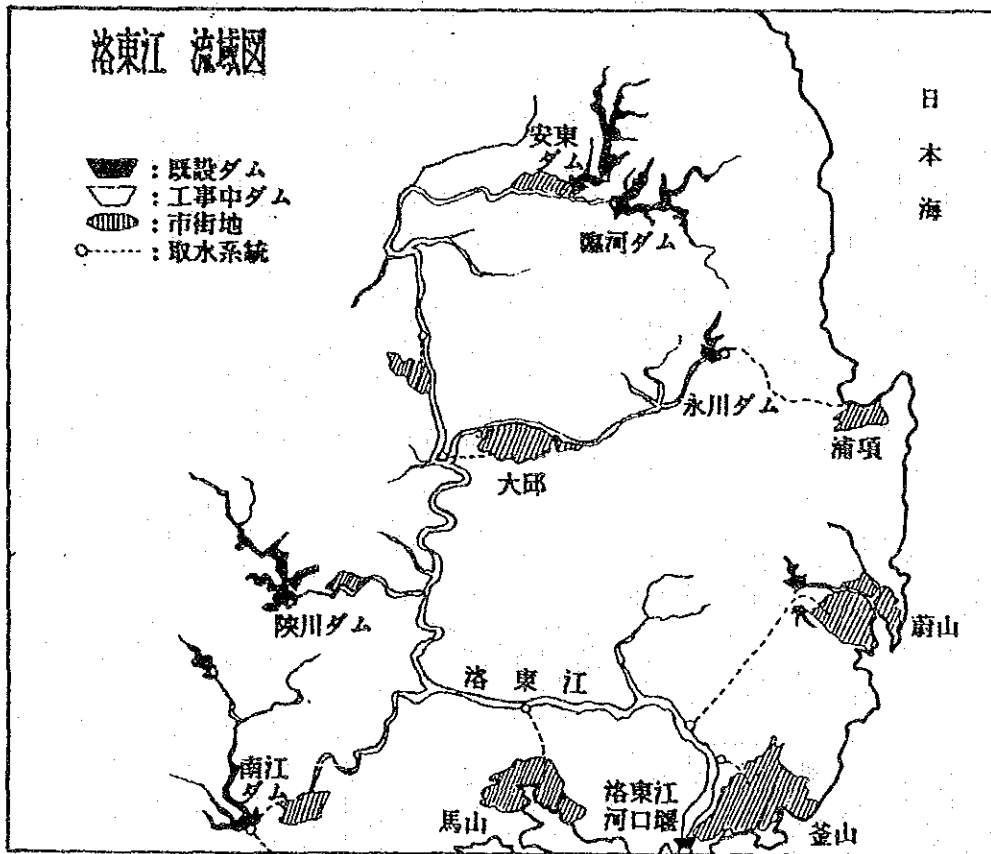 洛東江 流域図
：既設ダム
：工事中ダム
：市街地
：取水系統
日本海
安東
ダム
臨河ダム
永川ダム
浦項
大邱
陜川ダム
蔚山
洛東江
南江
ダム
馬山
洛東江
河口堰
釜山